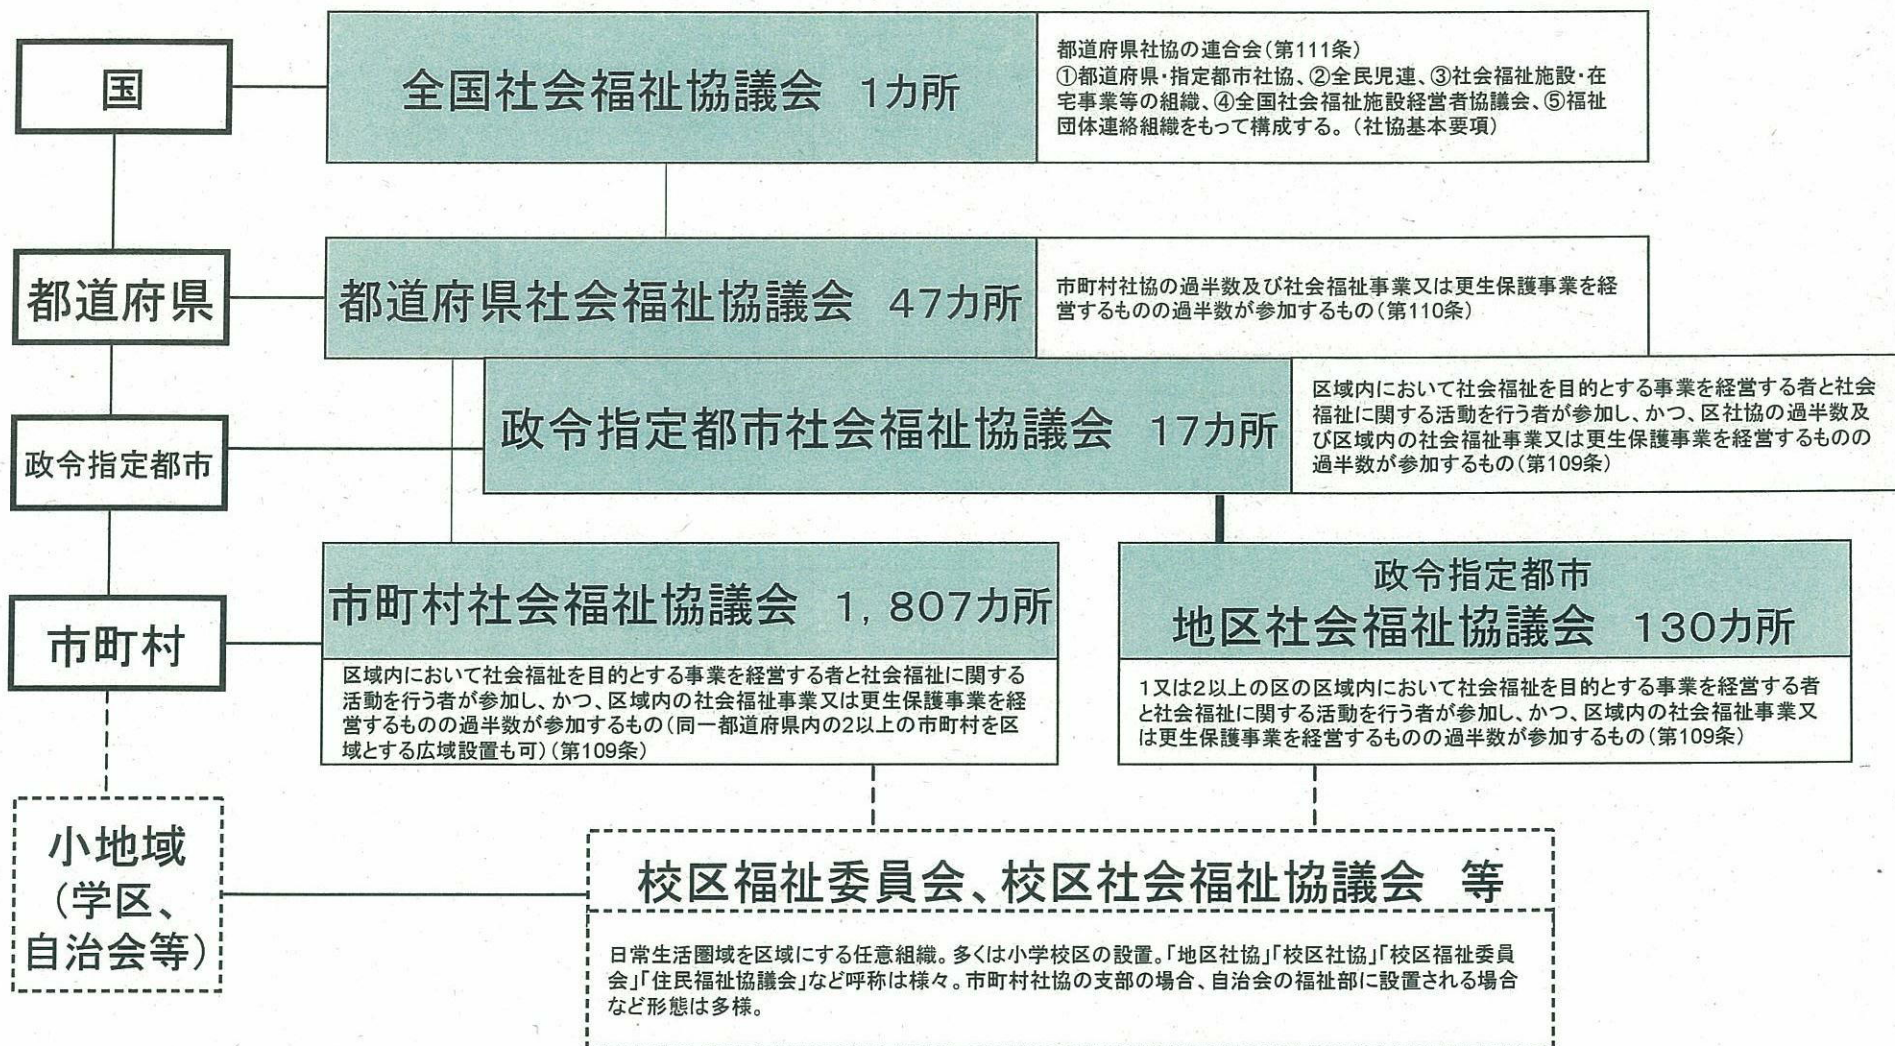 国
全国社会福祉協議会 1カ所
都道府県社協の連合会(第111条)
①都道府県・指定都市社協、②全民児連、③社会福祉施設・在
宅事業等の組織、④全国社会福祉施設経営者協議会、⑤福祉
団体連絡組織をもって構成する。(社協基本要項)
都道府県
都道府県社会福祉協議会 47カ所
市町村社協の過半数及び社会福祉事業又は更生保護事業を経
営するものの過半数が参加するもの(第110条)
政令指定都市
政令指定都市社会福祉協議会 17カ所
区域内において社会福祉を目的とする事業を経営する者と社会
福祉に関する活動を行う者が参加し、かつ、区社協の過半数及
び区域内の社会福祉事業又は更生保護事業を経営するものの
過半数が参加するもの(第109条)
市町村
市町村社会福祉協議会 1,807カ所
区域内において社会福祉を目的とする事業を経営する者と社会福祉に関する
活動を行う者が参加し、かつ、区域内の社会福祉事業又は更生保護事業を経
営するものの過半数が参加するもの(同一都道府県内の2以上の市町村を区
域とする広域設置も可)(第109条)
政令指定都市
地区社会福祉協議会 130カ所
1又は2以上の区の区域内において社会福祉を目的とする事業を経営する者
と社会福祉に関する活動を行う者が参加し、かつ、区域内の社会福祉事業又
は更生保護事業を経営するものの過半数が参加するもの(第109条)
小地域
(学区、
自治会等)
校区福祉委員会、校区社会福祉協議会 等
日常生活圏域を区域にする任意組織。多くは小学校区の設置。「地区社協」「校区社協」「校区福祉委員
会」「住民福祉協議会」など呼称は様々。市町村社協の支部の場合、自治会の福祉部に設置される場合
など形態は多様。